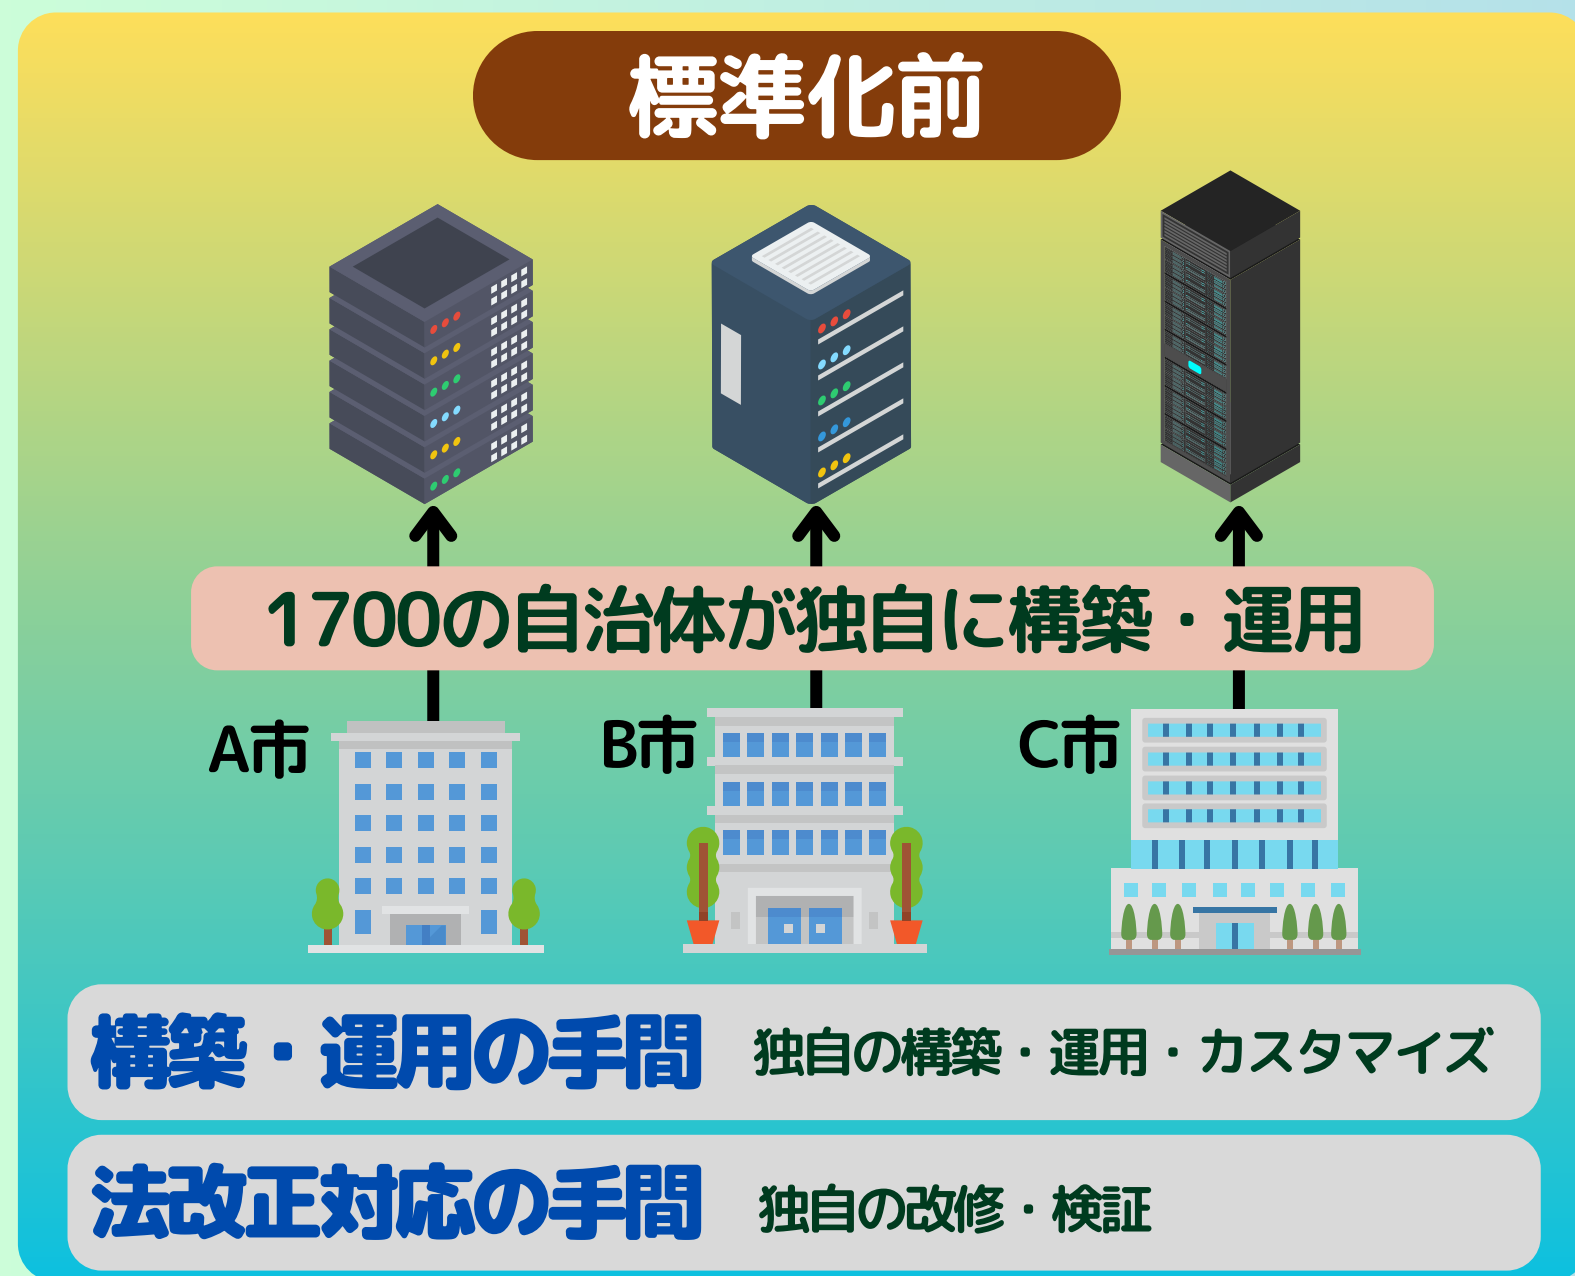 標準化前
1700の自治体が独自に構築・運用
A市
B市
C市
構築・運用の手間
独自の構築・運用・カスタマイズ
法改正対応の手間
独自の改修・検証